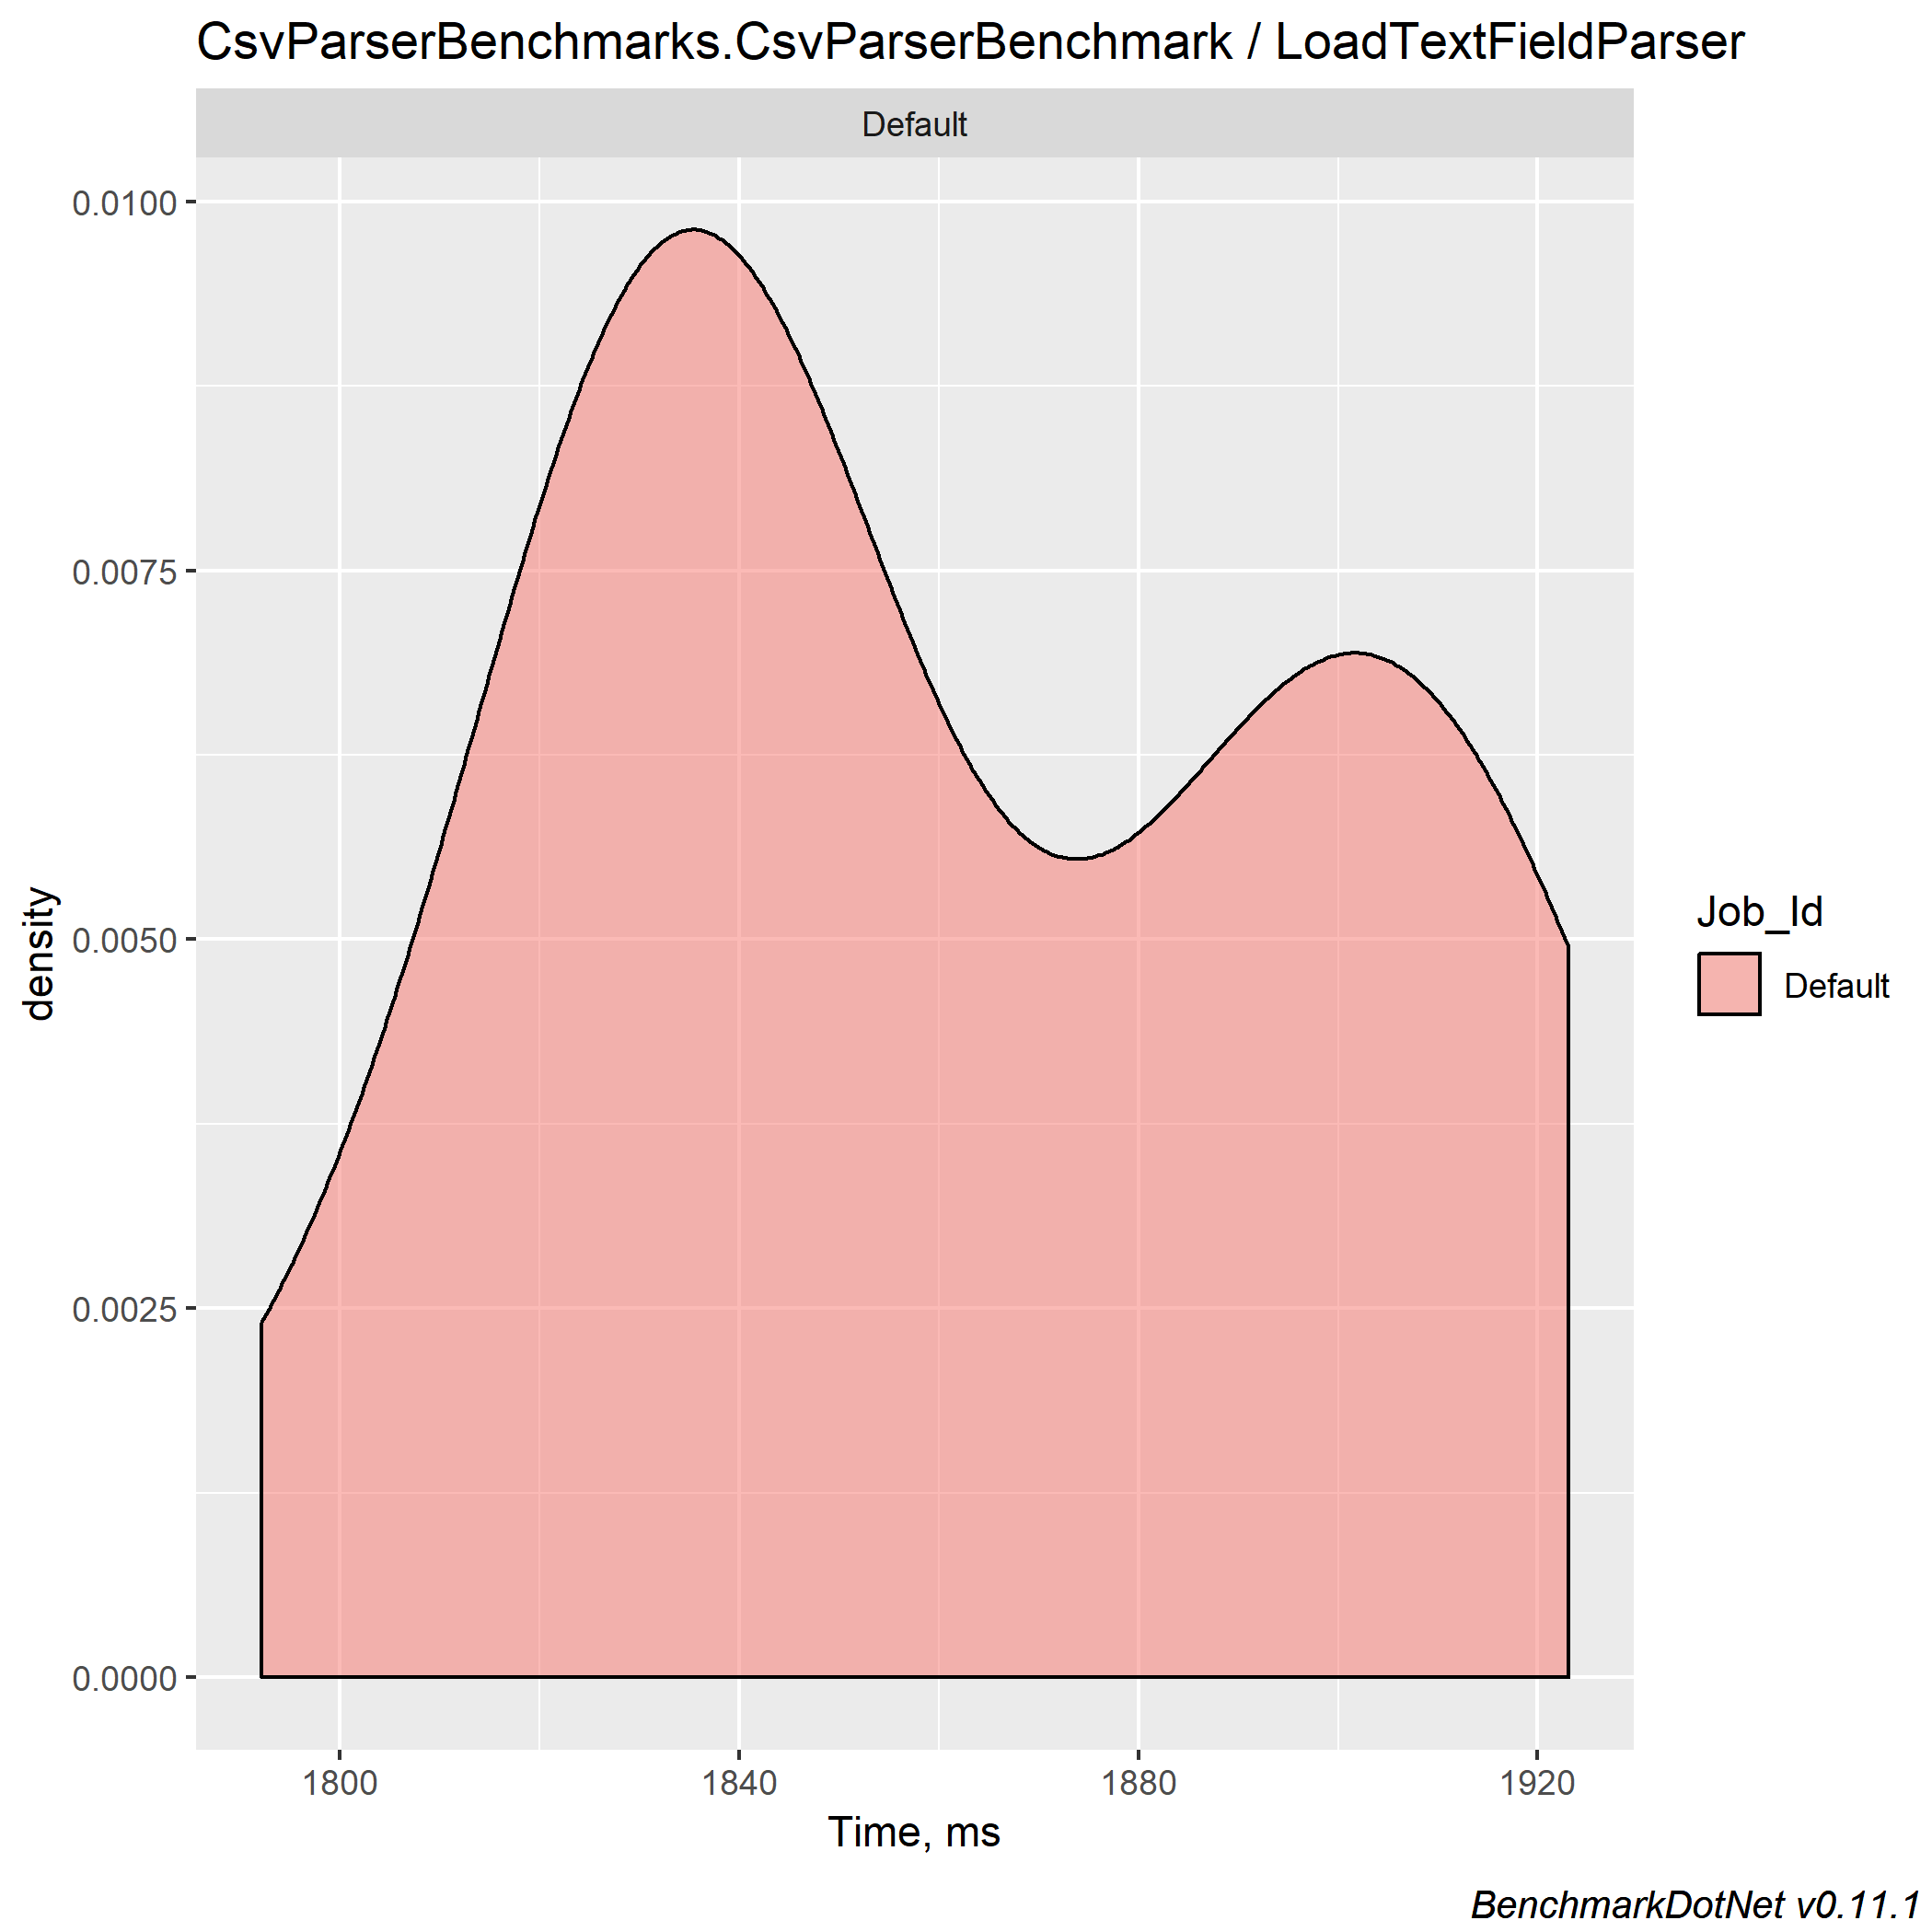 CsvParserBenchmarks.CsvParserBenchmark / LoadTextFieldParser
Default
0.0100
0.0075
0.0050
0.0025
0.0000
density
1800
1840
1880
1920
Time, ms
Job_Id
Default
BenchmarkDotNet v0.11.1